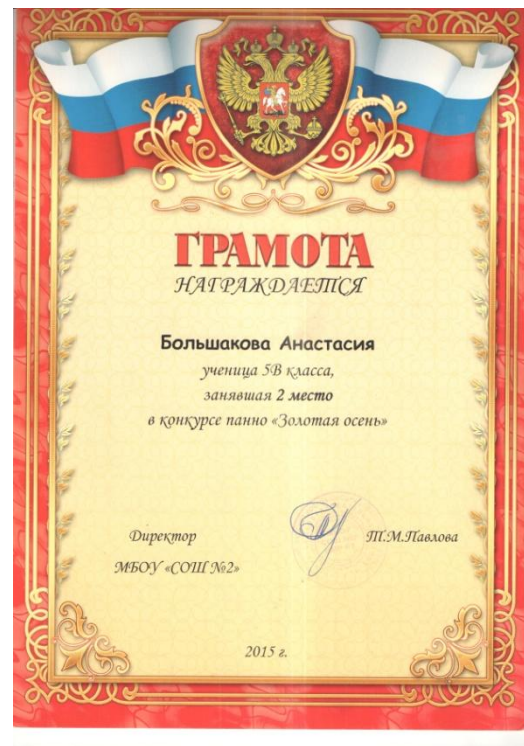 ГРАМОТА
НАГРАЖДАЕТСЯ
Большакова Анастасия
ученица 5В класса,
занявшая 2 место
в конкурсе панно «Золотая осень»
Директор Т.М.Павлова
МБОУ «СОШ №2»
2015 г.